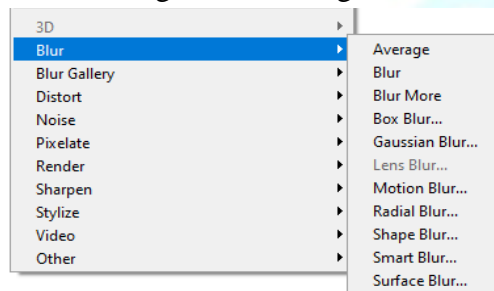 3D
Blur
Blur Gallery
Distort
Noise
Pixelate
Render
Sharpen
Stylize
Video
Other
Average
Blur
Blur More
Box Blur...
Gaussian Blur...
Lens Blur...
Motion Blur...
Radial Blur...
Shape Blur...
Smart Blur...
Surface Blur...